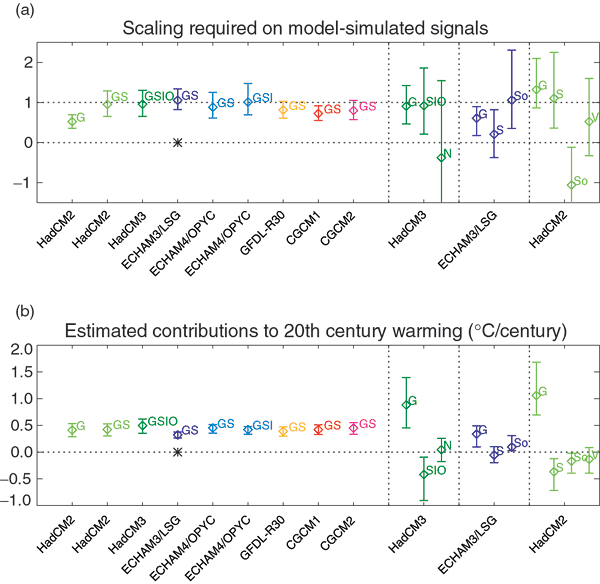 (a)
Scaling required on model-simulated signals
2
1
0
−1
G
GS
GSIO
GS
GS
GSI
GS
GS
GS
G
SIO
N
G
S
So
G
S
So
V
HadCM2
HadCM2
HadCM3
ECHAM3/LSG
ECHAM4/OPYC
ECHAM4/OPYC
GFDL-R30
CGCM1
CGCM2
HadCM3
ECHAM3/LSG
HadCM2
(b)
Estimated contributions to 20th century warming (°C/century)
2.0
1.5
1.0
0.5
0.0
−0.5
−1.0
G
GS
GSIO
GS
GS
GSI
GS
GS
GS
G
SIO
N
G
S
So
G
S
So
V
HadCM2
HadCM2
HadCM3
ECHAM3/LSG
ECHAM4/OPYC
ECHAM4/OPYC
GFDL-R30
CGCM1
CGCM2
HadCM3
ECHAM3/LSG
HadCM2